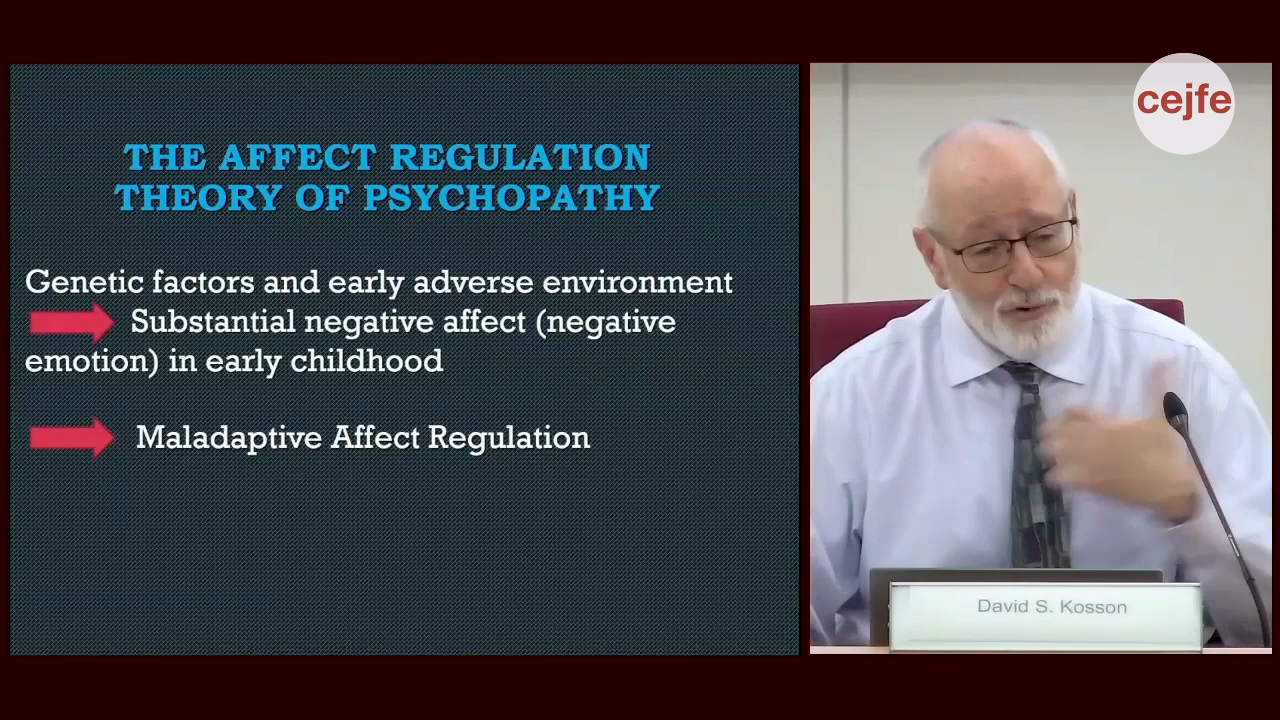 THE AFFECT REGULATION
THEORY OF PSYCHOPATHY
Genetic factors and early adverse environment
Substantial negative affect (negative
emotion) in early childhood
Maladaptive Affect Regulation
cejfe
David S. Kosson